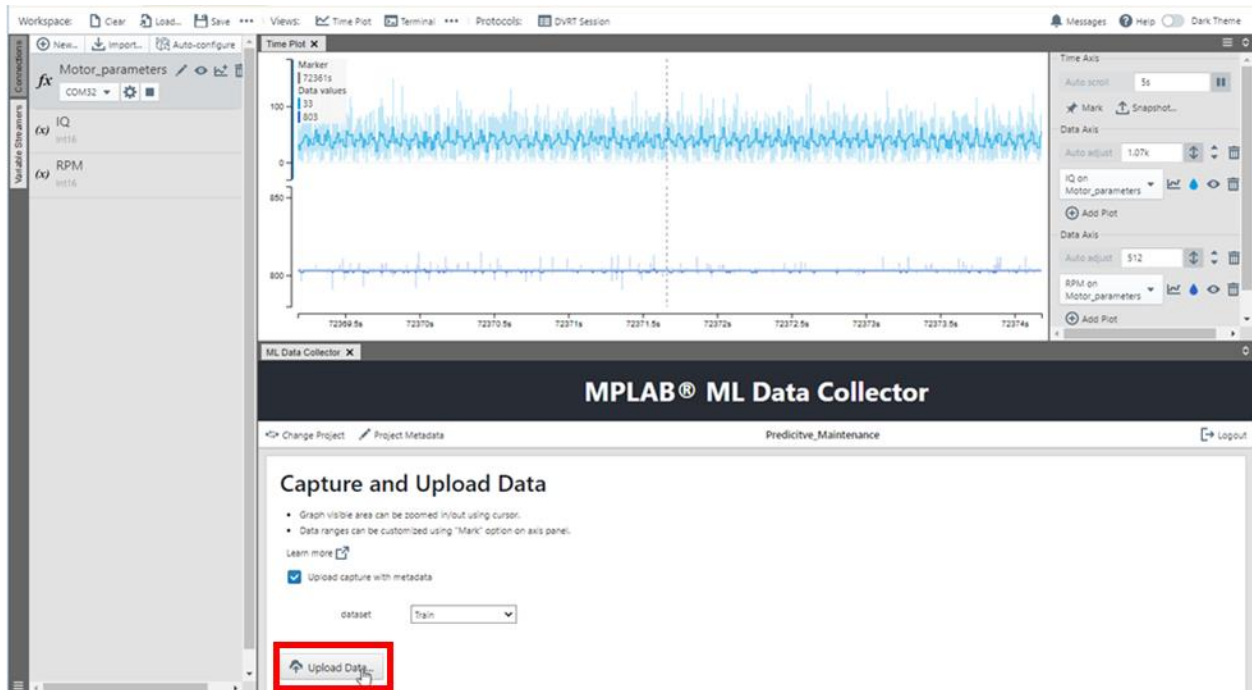 Workspace: Clear Load... Save ••• Views: Time Plot Terminal ••• Protocols: DVRT Session Messages Help Dark Theme
Connections
Variable Streamers
New... Import... Auto-configure
fx Motor_parameters
COM32
(x) IQ
int16
(x) RPM
int16
Time Plot X
Marker
72361s
Data values
33
803
100
0
850
800
72369.5s 72370s 72370.5s 72371s 72371.5s 72372s 72372.5s 72373s 72373.5s 72374s
Time Axis
Auto scroll 5s
Mark Snapshot...
Data Axis
Auto adjust 1.07k
IQ on
Motor_parameters
Add Plot
Data Axis
Auto adjust 512
RPM on
Motor_parameters
Add Plot
ML Data Collector X
MPLAB® ML Data Collector
Change Project Project Metadata Predicitve_Maintenance Logout
Capture and Upload Data
• Graph visible area can be zoomed in/out using cursor.
• Data ranges can be customized using "Mark" option on axis panel.
Learn more
Upload capture with metadata
dataset Train
Upload Data...